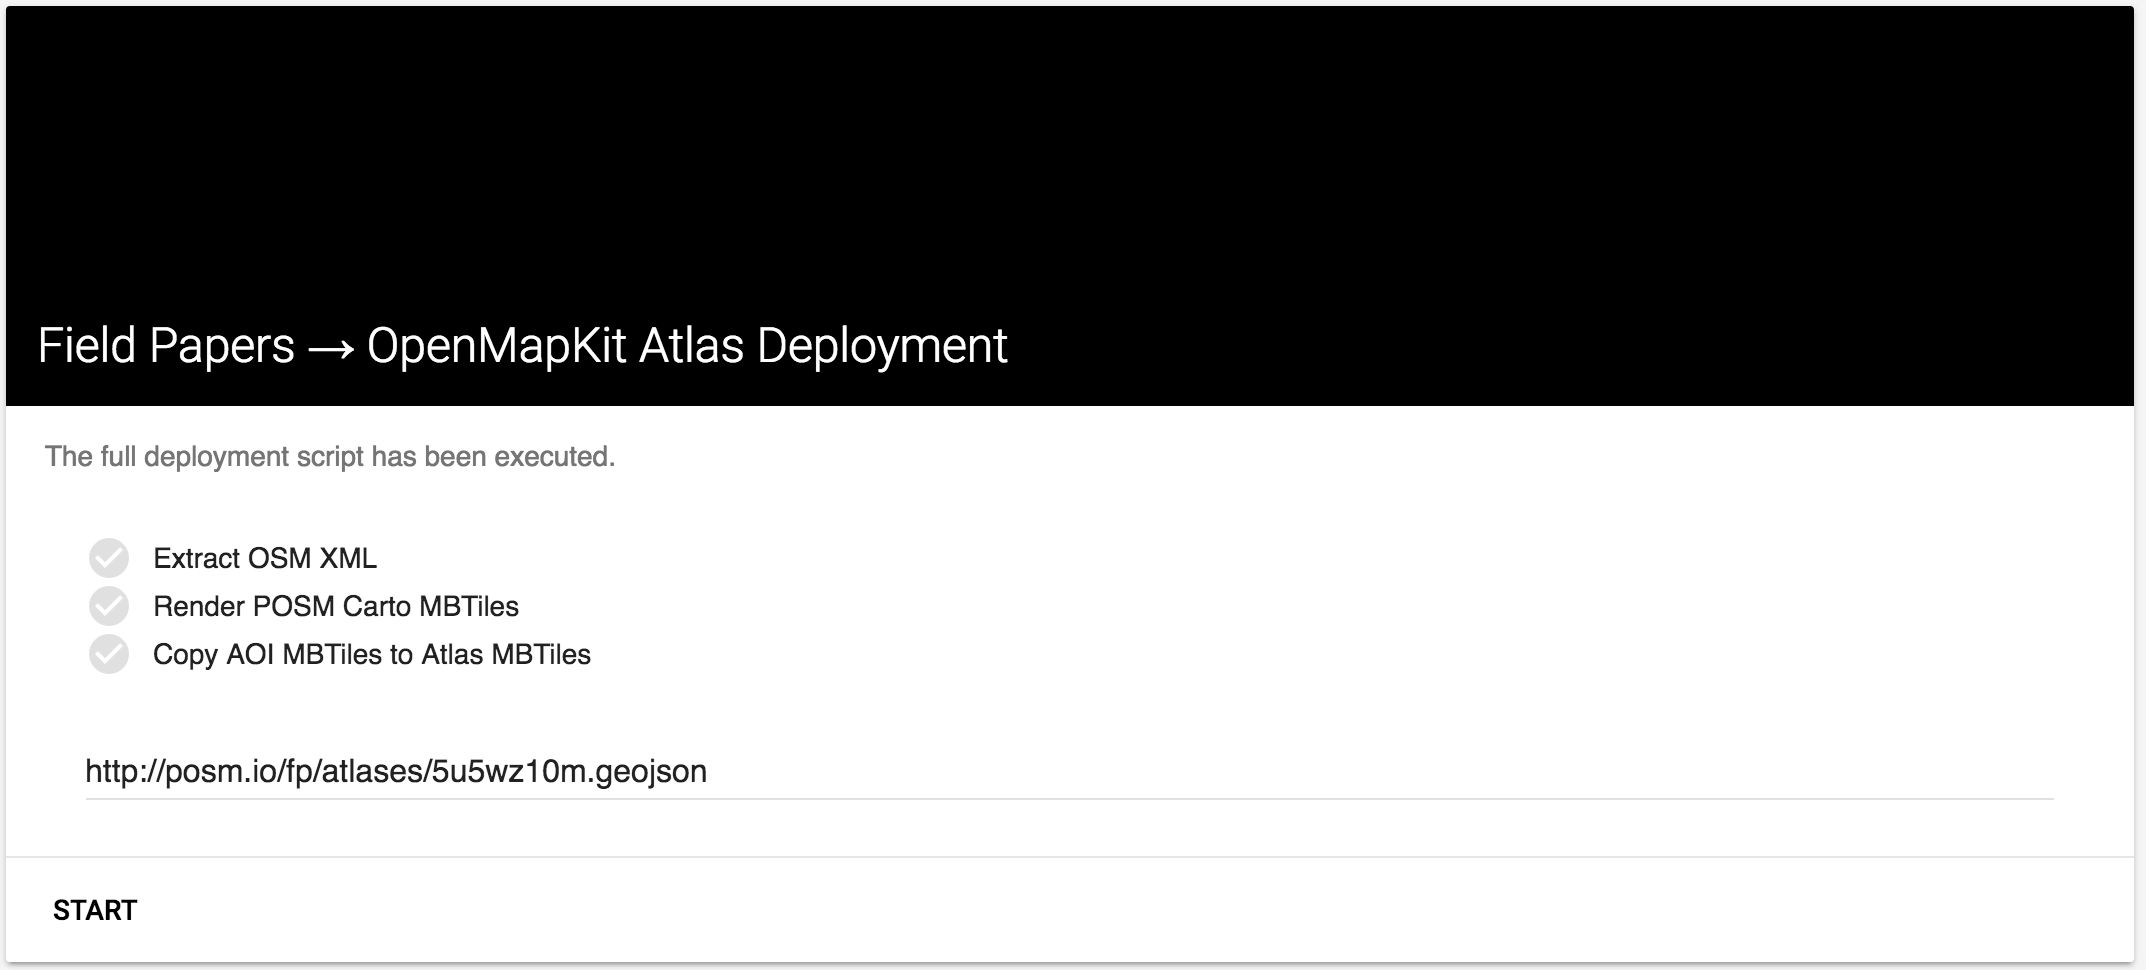 Field Papers → OpenMapKit Atlas Deployment
The full deployment script has been executed.
Extract OSM XML
Render POSM Carto MBTiles
Copy AOI MBTiles to Atlas MBTiles
http://posm.io/fp/atlases/5u5wz10m.geojson
START